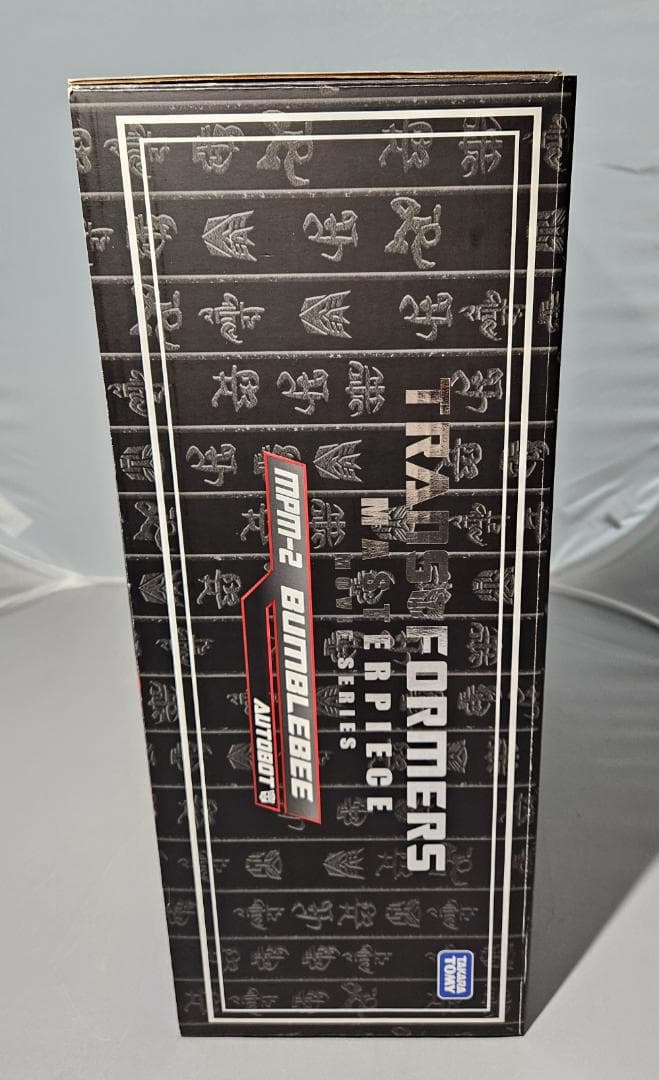 TRANSFORMERS
MASTERPIECE
MOVIE SERIES
MPM-2 BUMBLEBEE
AUTOBOT
TAKARA
TOMY